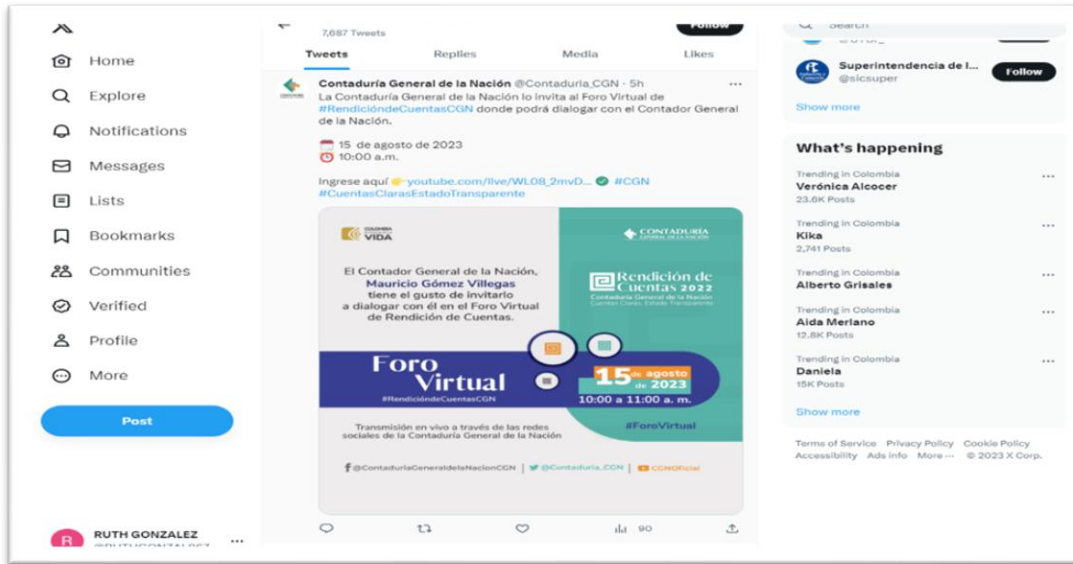 Home
Explore
Notifications
Messages
Lists
Bookmarks
Communities
Verified
Profile
More
Post
RUTH GONZALEZ
7,687 Tweets
Follow
Tweets Replies Media Likes
Contaduría General de la Nación @Contaduria_CGN · 5h
La Contaduría General de la Nación lo invita al Foro Virtual de
#RendicióndeCuentasCGN donde podrá dialogar con el Contador General
de la Nación.
15 de agosto de 2023
10:00 a.m.
Ingrese aquí youtube.com/live/WL08_2mvD... #CGN
#CuentasClarasEstadoTransparente
COLOMBIA
VIDA
CONTADURÍA
GENERAL DE LA NACIÓN
El Contador General de la Nación,
Mauricio Gómez Villegas
tiene el gusto de invitarlo
a dialogar con él en el Foro Virtual
de Rendición de Cuentas.
Rendición de
Cuentas 2022
Contaduría General de la Nación
Cuentas Claras, Estado Transparente
Foro
Virtual
#RendicióndeCuentasCGN
15 de agosto
de 2023
10:00 a 11:00 a. m.
Transmisión en vivo a través de las redes
sociales de la Contaduría General de la Nación
#ForoVirtual
@ContaduriaGeneraldelaNacionCGN | @Contaduria_CGN | CGNOficial
90
Search
Superintendencia de I...
@sicsuper
Follow
Show more
What's happening
Trending in Colombia
Verónica Alcocer
23.6K Posts
Trending in Colombia
Kika
2,741 Posts
Trending in Colombia
Alberto Grisales
Trending in Colombia
Aida Merlano
12.8K Posts
Trending in Colombia
Daniela
15K Posts
Show more
Terms of Service Privacy Policy Cookie Policy
Accessibility Ads info More ... © 2023 X Corp.